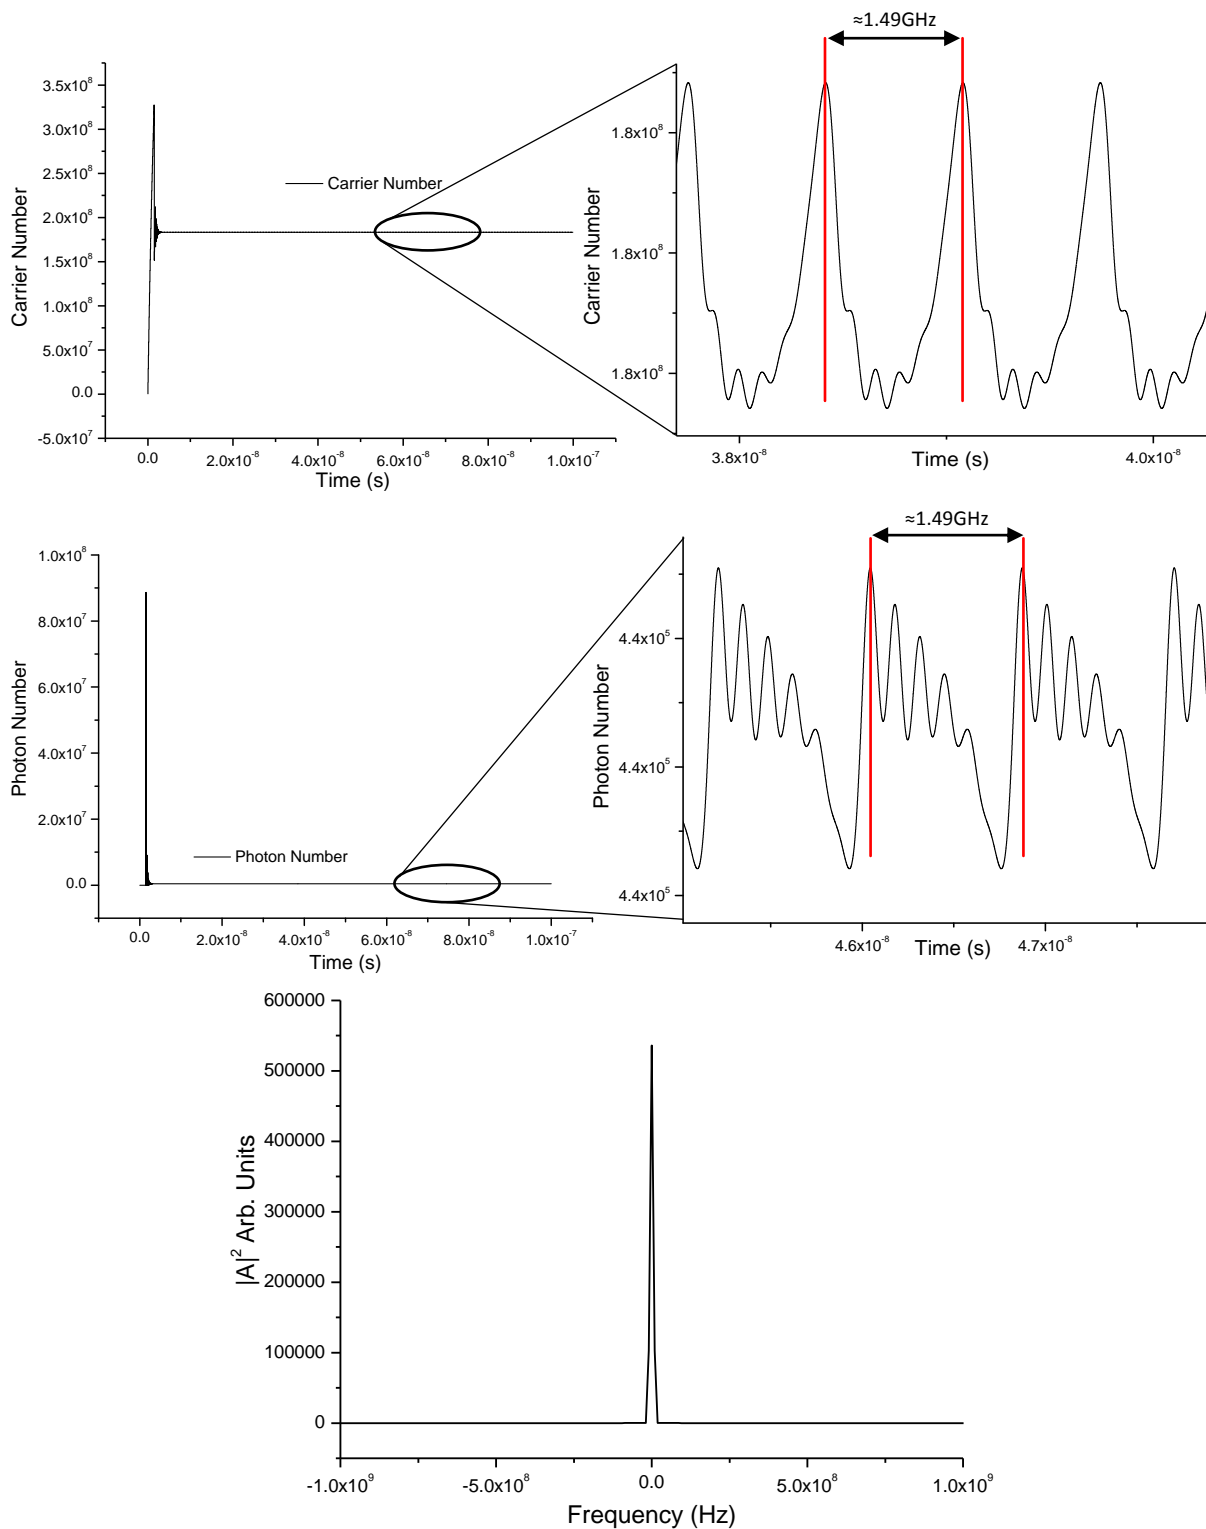 ≈1.49GHz
3.5x10⁸
3.0x10⁸
2.5x10⁸
2.0x10⁸
1.5x10⁸
1.0x10⁸
5.0x10⁷
0.0
-5.0x10⁷
Carrier Number
Carrier Number
0.0 2.0x10⁻⁸ 4.0x10⁻⁸ 6.0x10⁻⁸ 8.0x10⁻⁸ 1.0x10⁻⁷
Time (s)
1.8x10⁸
1.8x10⁸
1.8x10⁸
Carrier Number
3.8x10⁻⁸ 4.0x10⁻⁸
Time (s)
≈1.49GHz
1.0x10⁸
8.0x10⁷
6.0x10⁷
4.0x10⁷
2.0x10⁷
0.0
Photon Number
Photon Number
0.0 2.0x10⁻⁸ 4.0x10⁻⁸ 6.0x10⁻⁸ 8.0x10⁻⁸ 1.0x10⁻⁷
Time (s)
4.4x10⁵
4.4x10⁵
4.4x10⁵
Photon Number
4.6x10⁻⁸ 4.7x10⁻⁸
Time (s)
600000
500000
400000
300000
200000
100000
0
|A|² Arb. Units
-1.0x10⁹ -5.0x10⁸ 0.0 5.0x10⁸ 1.0x10⁹
Frequency (Hz)